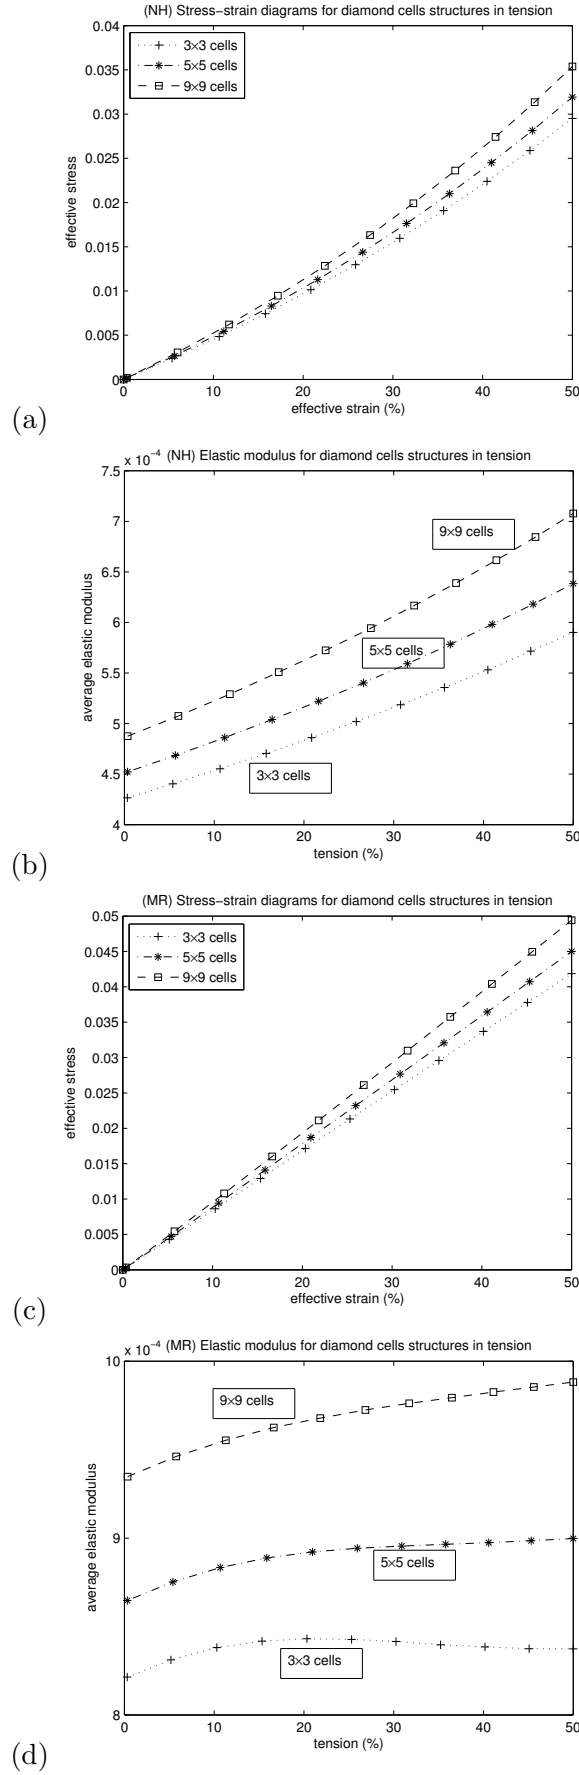 (NH) Stress−strain diagrams for diamond cells structures in tension
0.04
3×3 cells
5×5 cells
9×9 cells
0.035
0.03
0.025
0.02
0.015
0.01
0.005
0
effective stress
0 10 20 30 40 50
effective strain (%)
(a)
x 10⁻⁴ (NH) Elastic modulus for diamond cells structures in tension
7.5
7
6.5
6
5.5
5
4.5
4
average elastic modulus
9×9 cells
5×5 cells
3×3 cells
0 10 20 30 40 50
tension (%)
(b)
(MR) Stress−strain diagrams for diamond cells structures in tension
0.05
3×3 cells
5×5 cells
9×9 cells
0.045
0.04
0.035
0.03
0.025
0.02
0.015
0.01
0.005
0
effective stress
0 10 20 30 40 50
effective strain (%)
(c)
x 10⁻⁴ (MR) Elastic modulus for diamond cells structures in tension
10
9
8
average elastic modulus
9×9 cells
5×5 cells
3×3 cells
0 10 20 30 40 50
tension (%)
(d)